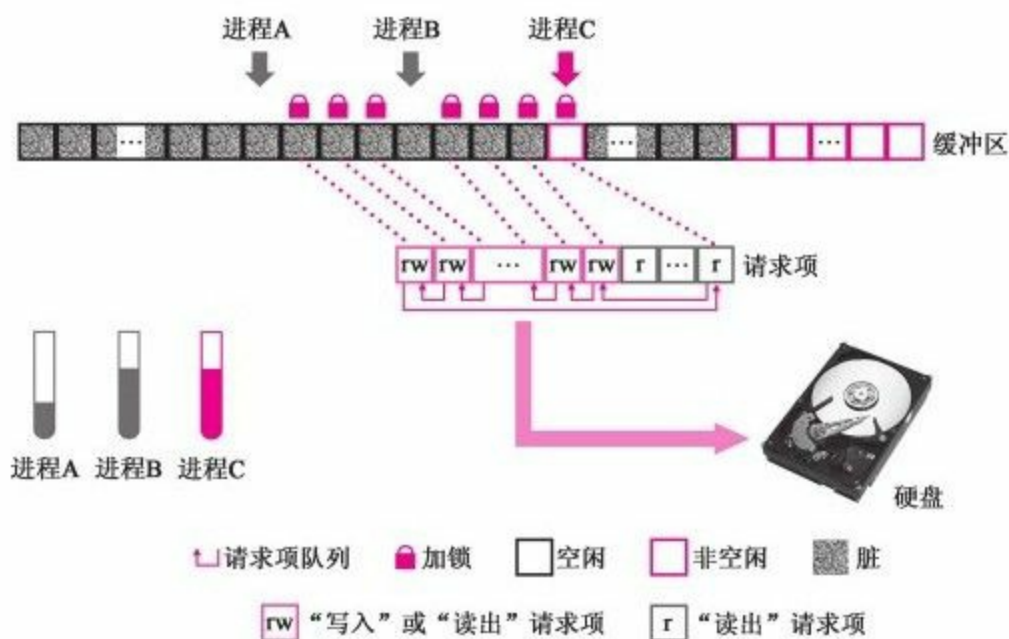 进程A 进程B 进程C
··· ··· ··· 缓冲区
rw rw ··· rw rw r ··· r 请求项
进程A 进程B 进程C
硬盘
请求项队列 加锁 空闲 非空闲 脏
rw “写入”或“读出”请求项 r “读出”请求项